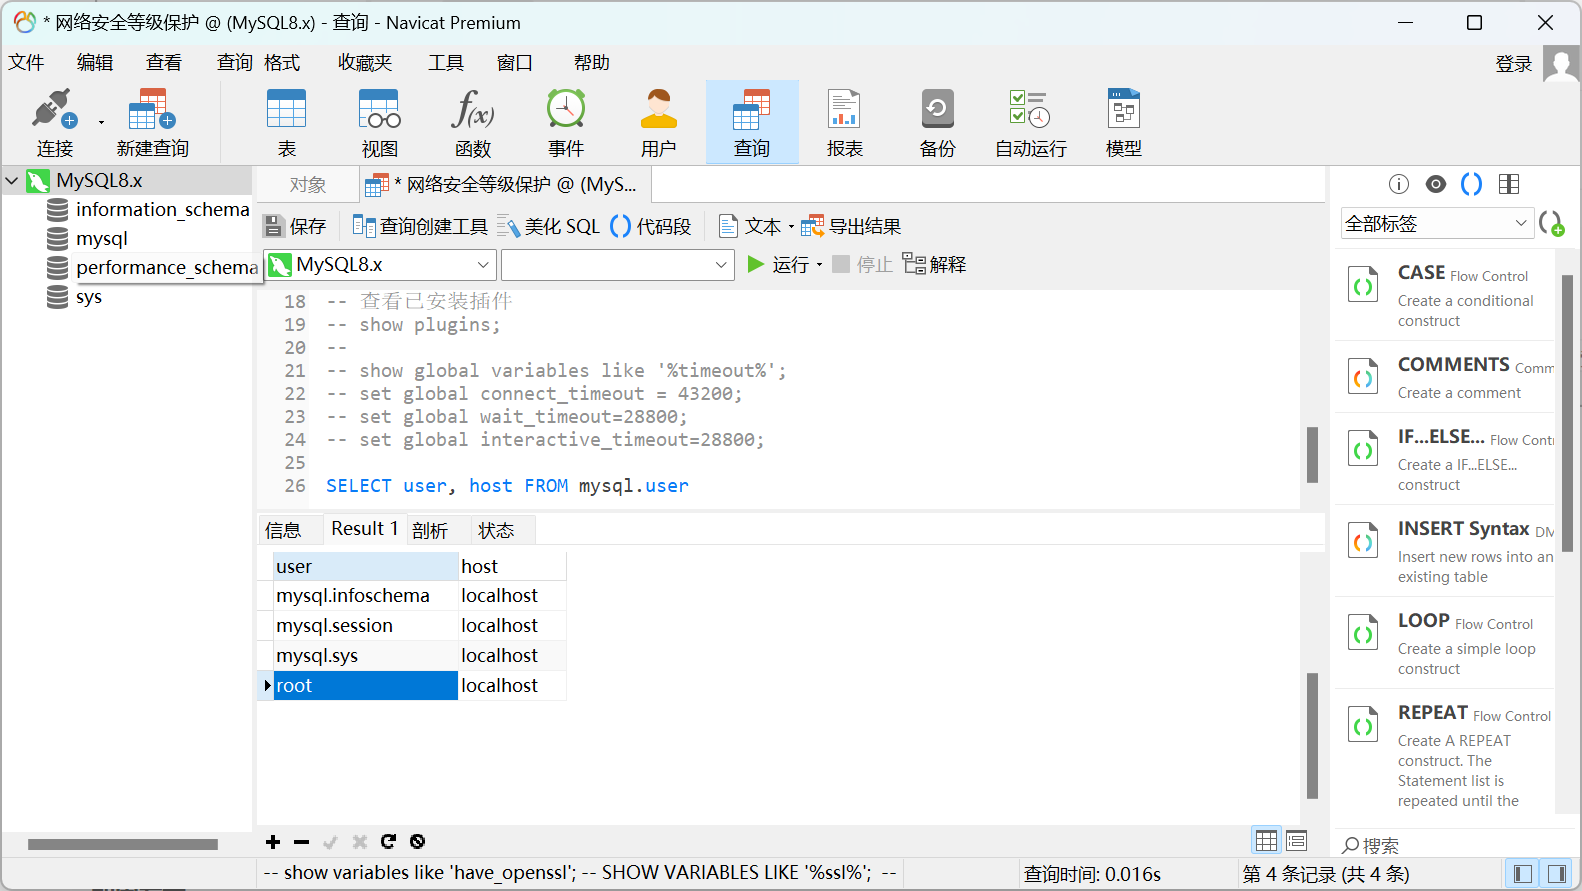 * 网络安全等级保护 @ (MySQL8.x) - 查询 - Navicat Premium
文件 编辑 查看 查询 格式 收藏夹 工具 窗口 帮助 登录
连接 新建查询 表 视图 函数 事件 用户 查询 报表 备份 自动运行 模型
MySQL8.x
information_schema
mysql
performance_schema
sys
对象 * 网络安全等级保护 @ (MyS...
保存 查询创建工具 美化 SQL 代码段 文本 导出结果
MySQL8.x 运行 停止 解释
18 -- 查看已安装插件
19 -- show plugins;
20 --
21 -- show global variables like '%timeout%';
22 -- set global connect_timeout = 43200;
23 -- set global wait_timeout=28800;
24 -- set global interactive_timeout=28800;
25
26 SELECT user, host FROM mysql.user
信息 Result 1 剖析 状态
user host
mysql.infoschema localhost
mysql.session localhost
mysql.sys localhost
root localhost
全部标签
CASE Flow Control
Create a conditional
construct
COMMENTS Comm
Create a comment
IF...ELSE... Flow Contr
Create a IF...ELSE...
construct
INSERT Syntax DM
Insert new rows into an
existing table
LOOP Flow Control
Create a simple loop
construct
REPEAT Flow Control
Create A REPEAT
construct. The
Statement list is
repeated until the
搜索
-- show variables like 'have_openssl'; -- SHOW VARIABLES LIKE '%ssl%'; -- 查询时间: 0.016s 第 4 条记录 (共 4 条)